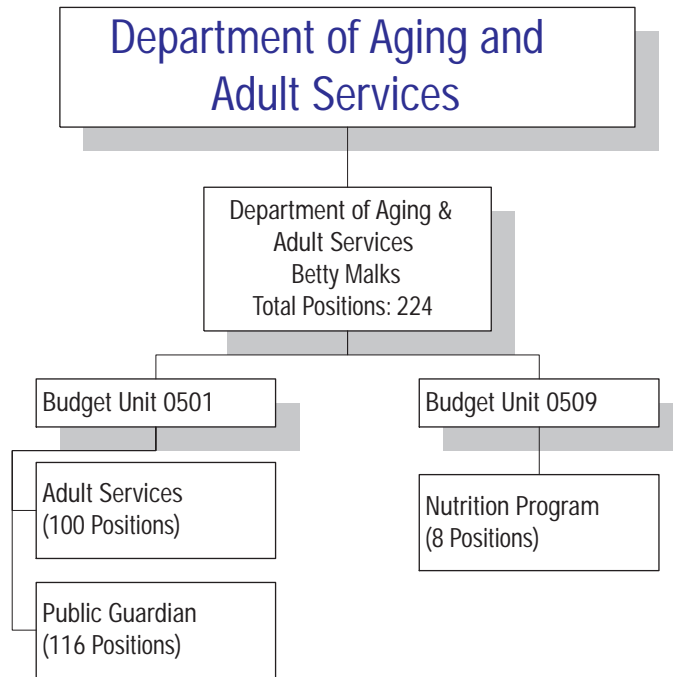 Department of Aging and
Adult Services
Department of Aging &
Adult Services
Betty Malks
Total Positions: 224
Budget Unit 0501
Budget Unit 0509
Adult Services
(100 Positions)
Nutrition Program
(8 Positions)
Public Guardian
(116 Positions)